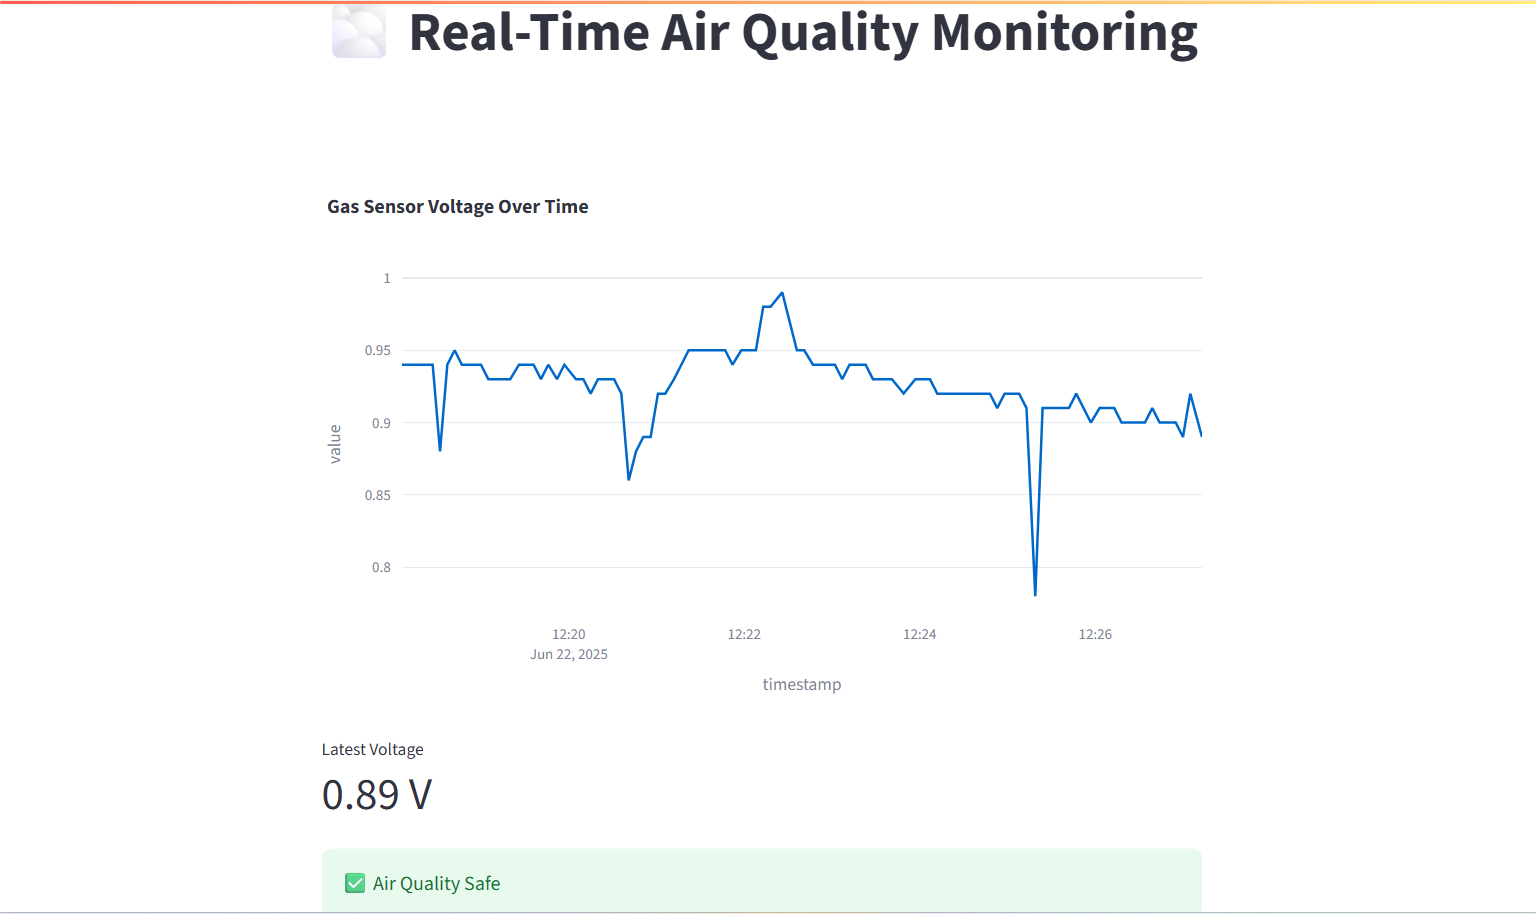 Real-Time Air Quality Monitoring
Gas Sensor Voltage Over Time
1
0.95
0.9
0.85
0.8
value
12:20
Jun 22, 2025
12:22
12:24
12:26
timestamp
Latest Voltage
0.89 V
Air Quality Safe